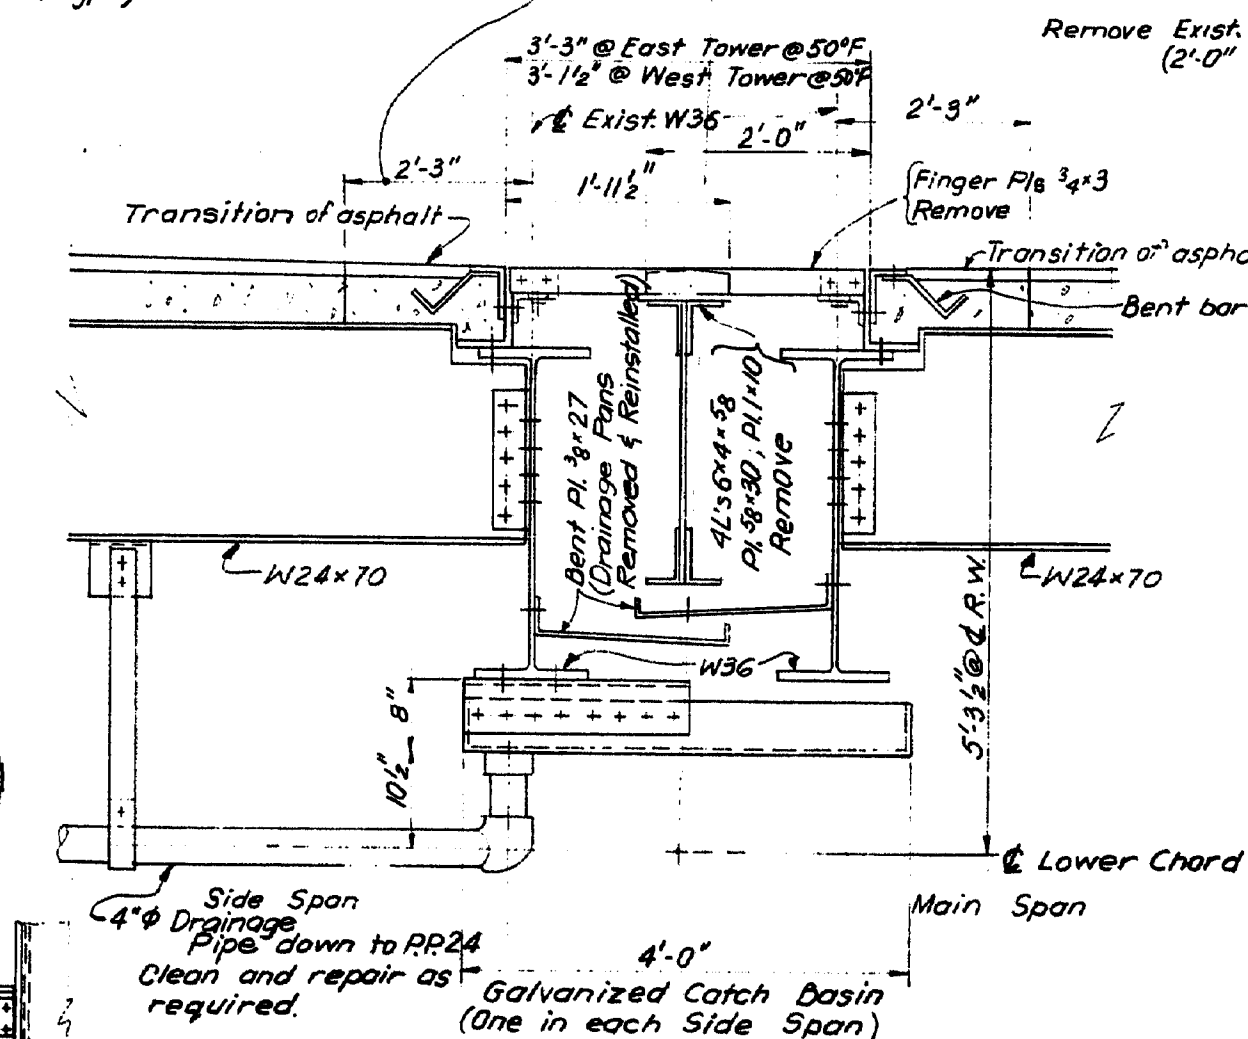 Remove Exist.
(2'-0"
3'-3" @ East Tower @ 50°F
3'-1½" @ West Tower @ 50°F
℄ Exist. W36
2'-3"
2'-0"
2'-3"
1'-11½"
Finger Pls ¾×3
Remove
Transition of asphalt
Transition of aspha
Bent bar
Bent Pl. ⅜×27
(Drainage Pans
Removed & Reinstalled)
4L's 6×4×⅝
Pl. ⅝×30; Pl. 1×10
Remove
W24×70
W24×70
W36
5'-3½" @ ℄ R.W.
8"
10½"
℄ Lower Chord
Side Span
Main Span
4"ϕ Drainage
Pipe down to P.P.24
Clean and repair as
required.
4'-0"
Galvanized Catch Basin
(One in each Side Span)